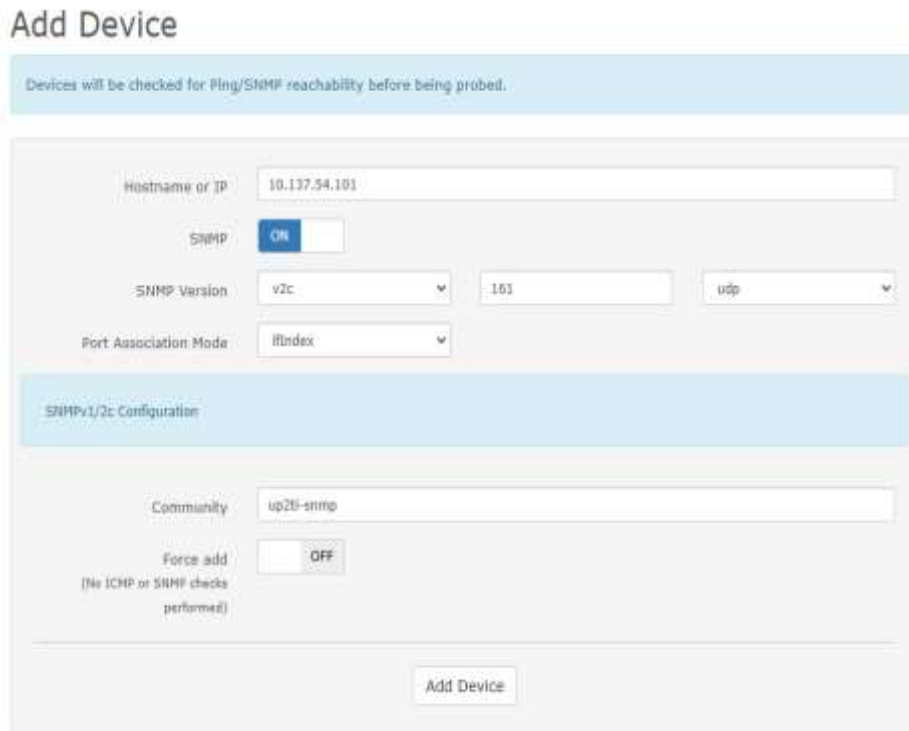 Add Device
Devices will be checked for Ping/SNMP reachability before being probed.
Hostname or IP 10.137.54.101
SNMP ON
SNMP Version v2c 161 udp
Port Association Mode ifIndex
SNMPv1/2c Configuration
Community up2ti-snmp
Force add OFF
(No ICMP or SNMP checks
performed)
Add Device